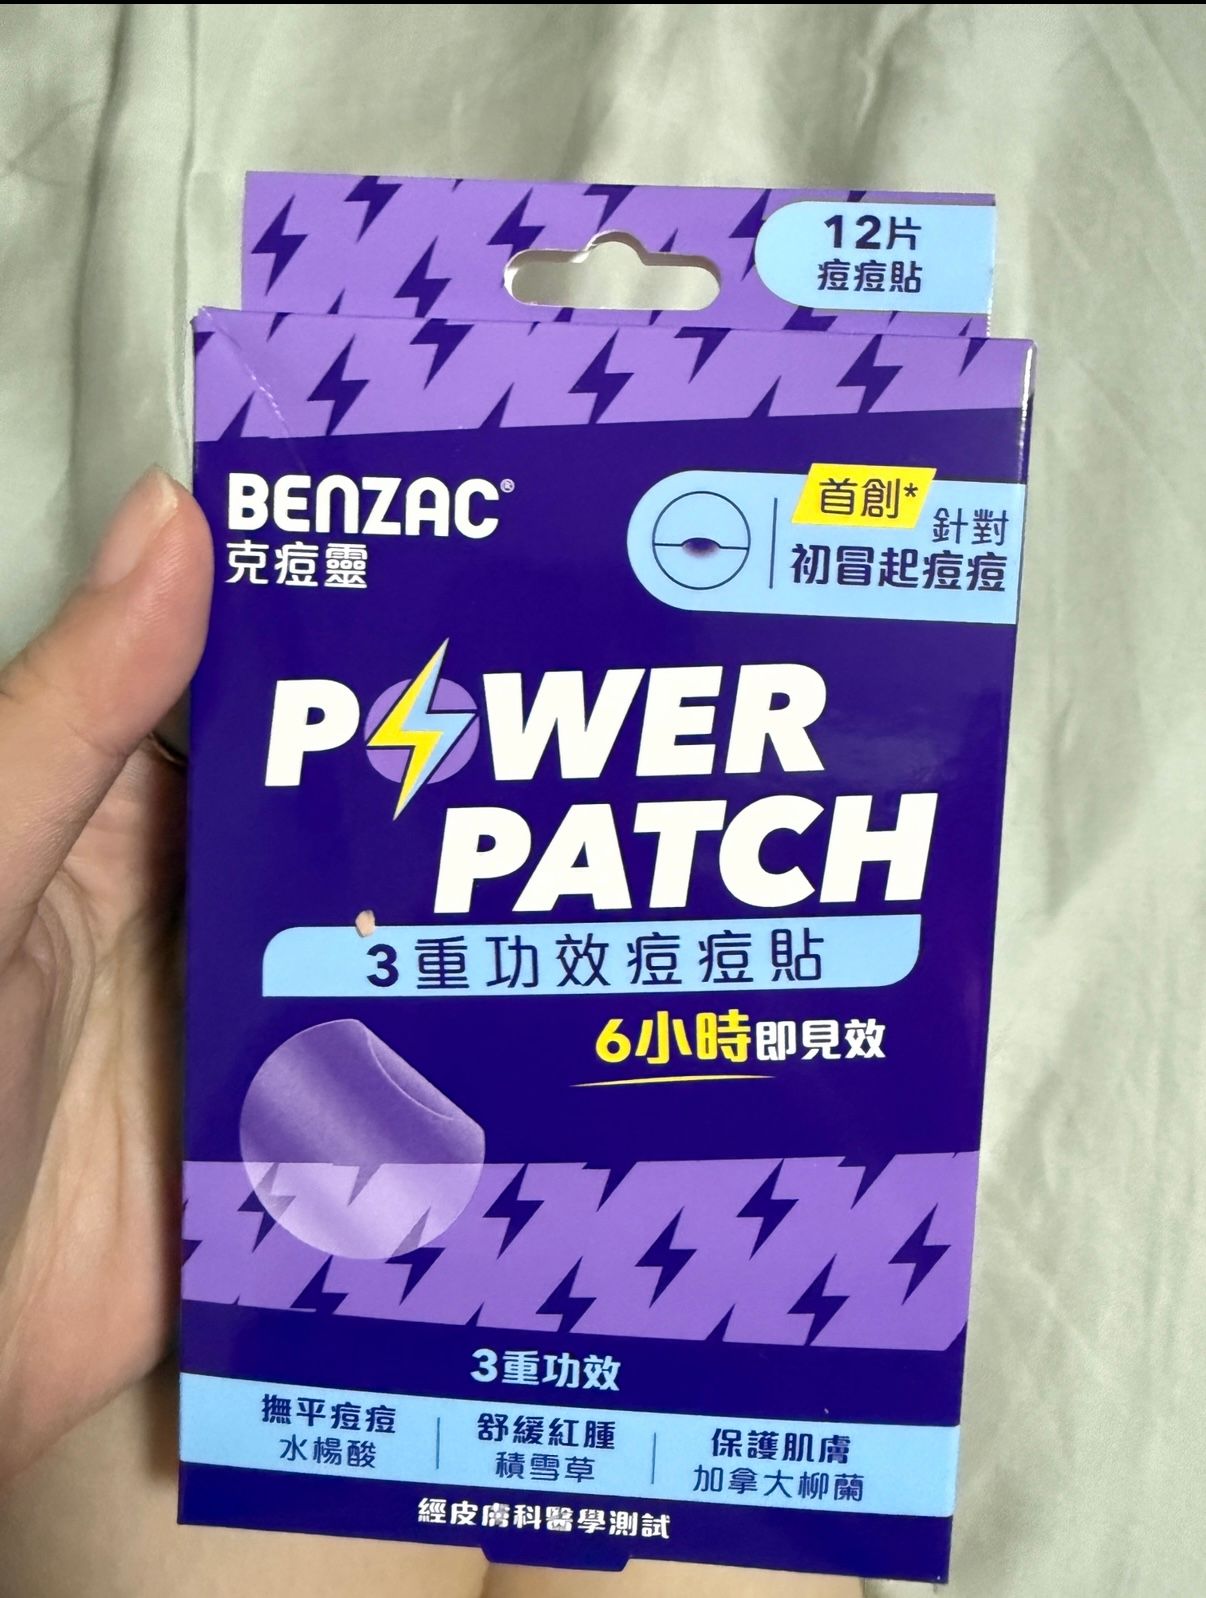 12片
痘痘貼
BENZAC®
克痘靈
首創*
針對
初冒起痘痘
POWER
PATCH
3重功效痘痘貼
6小時即見效
3重功效
撫平痘痘
水楊酸
舒緩紅腫
積雪草
保護肌膚
加拿大柳蘭
經皮膚科醫學測試